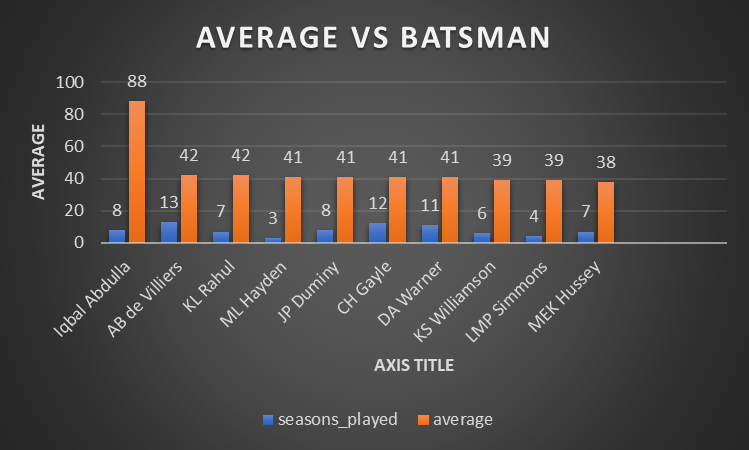 AVERAGE VS BATSMAN
AVERAGE
100
80
60
40
20
0
8 88
13 42
7 42
3 41
8 41
12 41
11 41
6 39
4 39
7 38
Iqbal Abdulla
AB de Villiers
KL Rahul
ML Hayden
JP Duminy
CH Gayle
DA Warner
KS Williamson
LMP Simmons
MEK Hussey
AXIS TITLE
seasons_played average